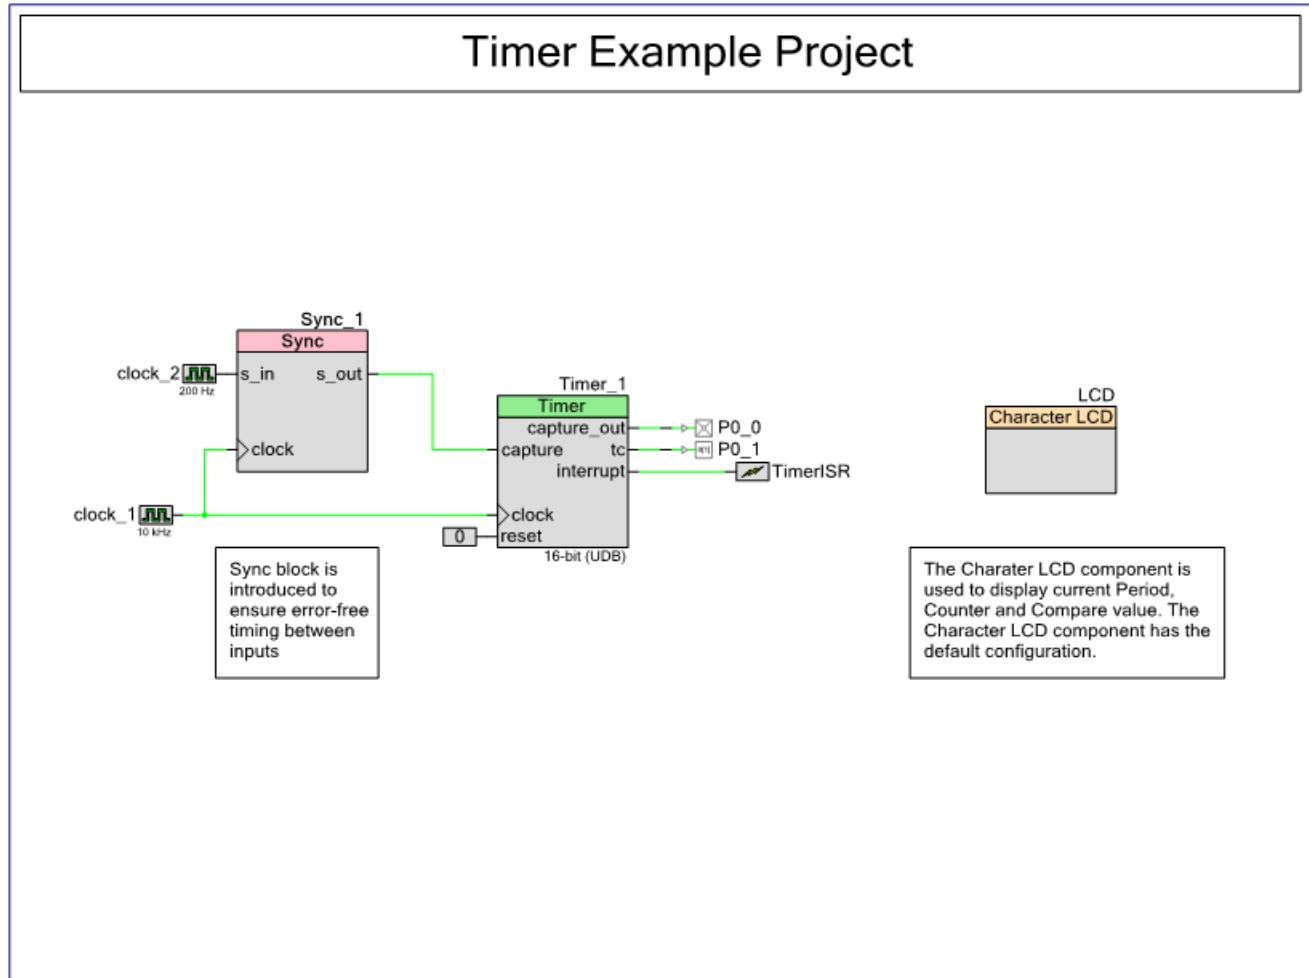 Timer Example Project
Sync_1
Sync
clock_2
200 Hz
s_in
s_out
clock
clock_1
10 kHz
Timer_1
Timer
capture_out
capture
tc
interrupt
clock
0
reset
16-bit (UDB)
P0_0
P0_1
TimerISR
LCD
Character LCD
Sync block is
introduced to
ensure error-free
timing between
inputs
The Charater LCD component is
used to display current Period,
Counter and Compare value. The
Character LCD component has the
default configuration.